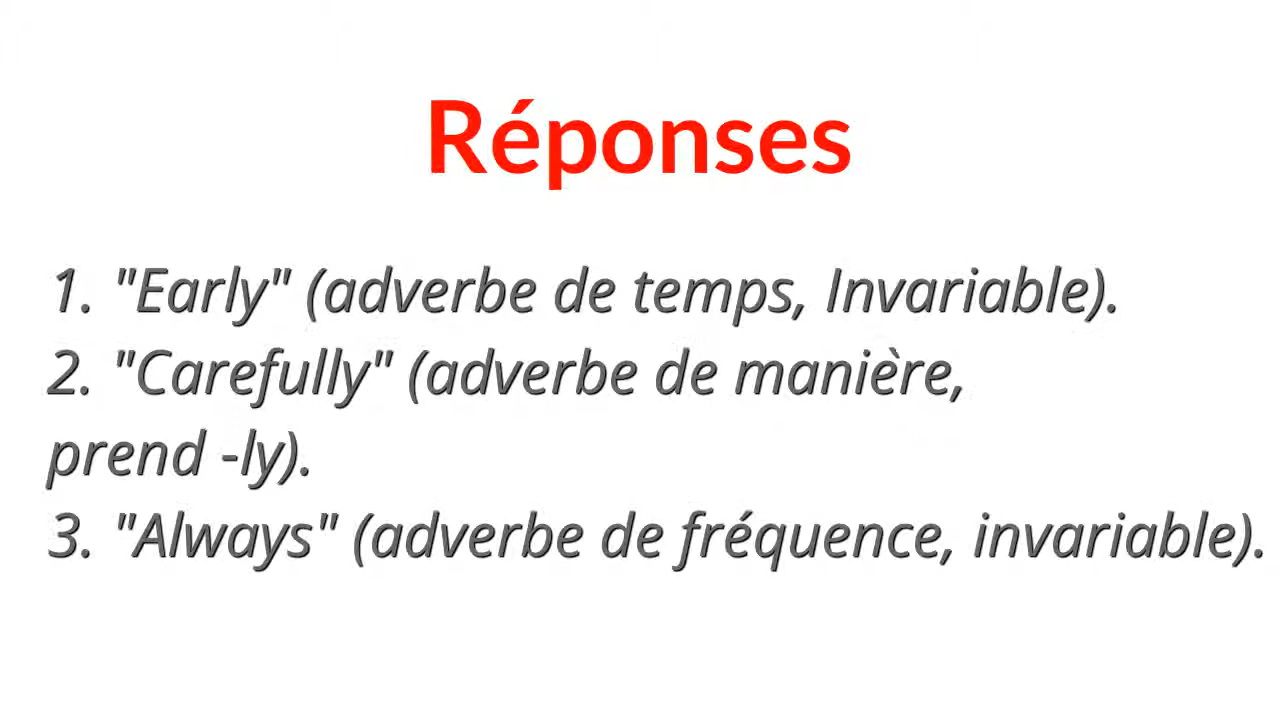 Réponses
1. "Early" (adverbe de temps, Invariable).
2. "Carefully" (adverbe de manière,
prend -ly).
3. "Always" (adverbe de fréquence, invariable).